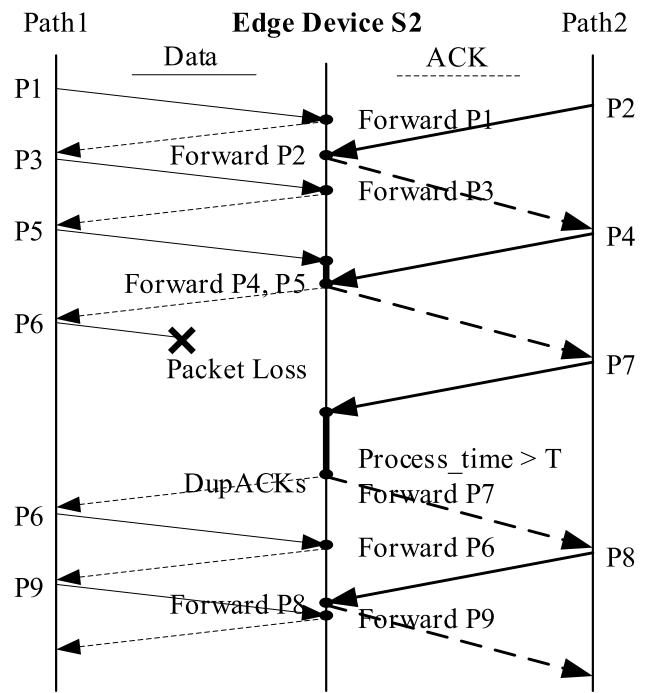 Path1 Edge Device S2 Path2
Data ACK
P1
Forward P1 P2
P3 Forward P2
Forward P3
P5 P4
Forward P4, P5
P6
Packet Loss P7
Process_time > T
DupACKs
Forward P7
P6
Forward P6 P8
P9
Forward P8 Forward P9